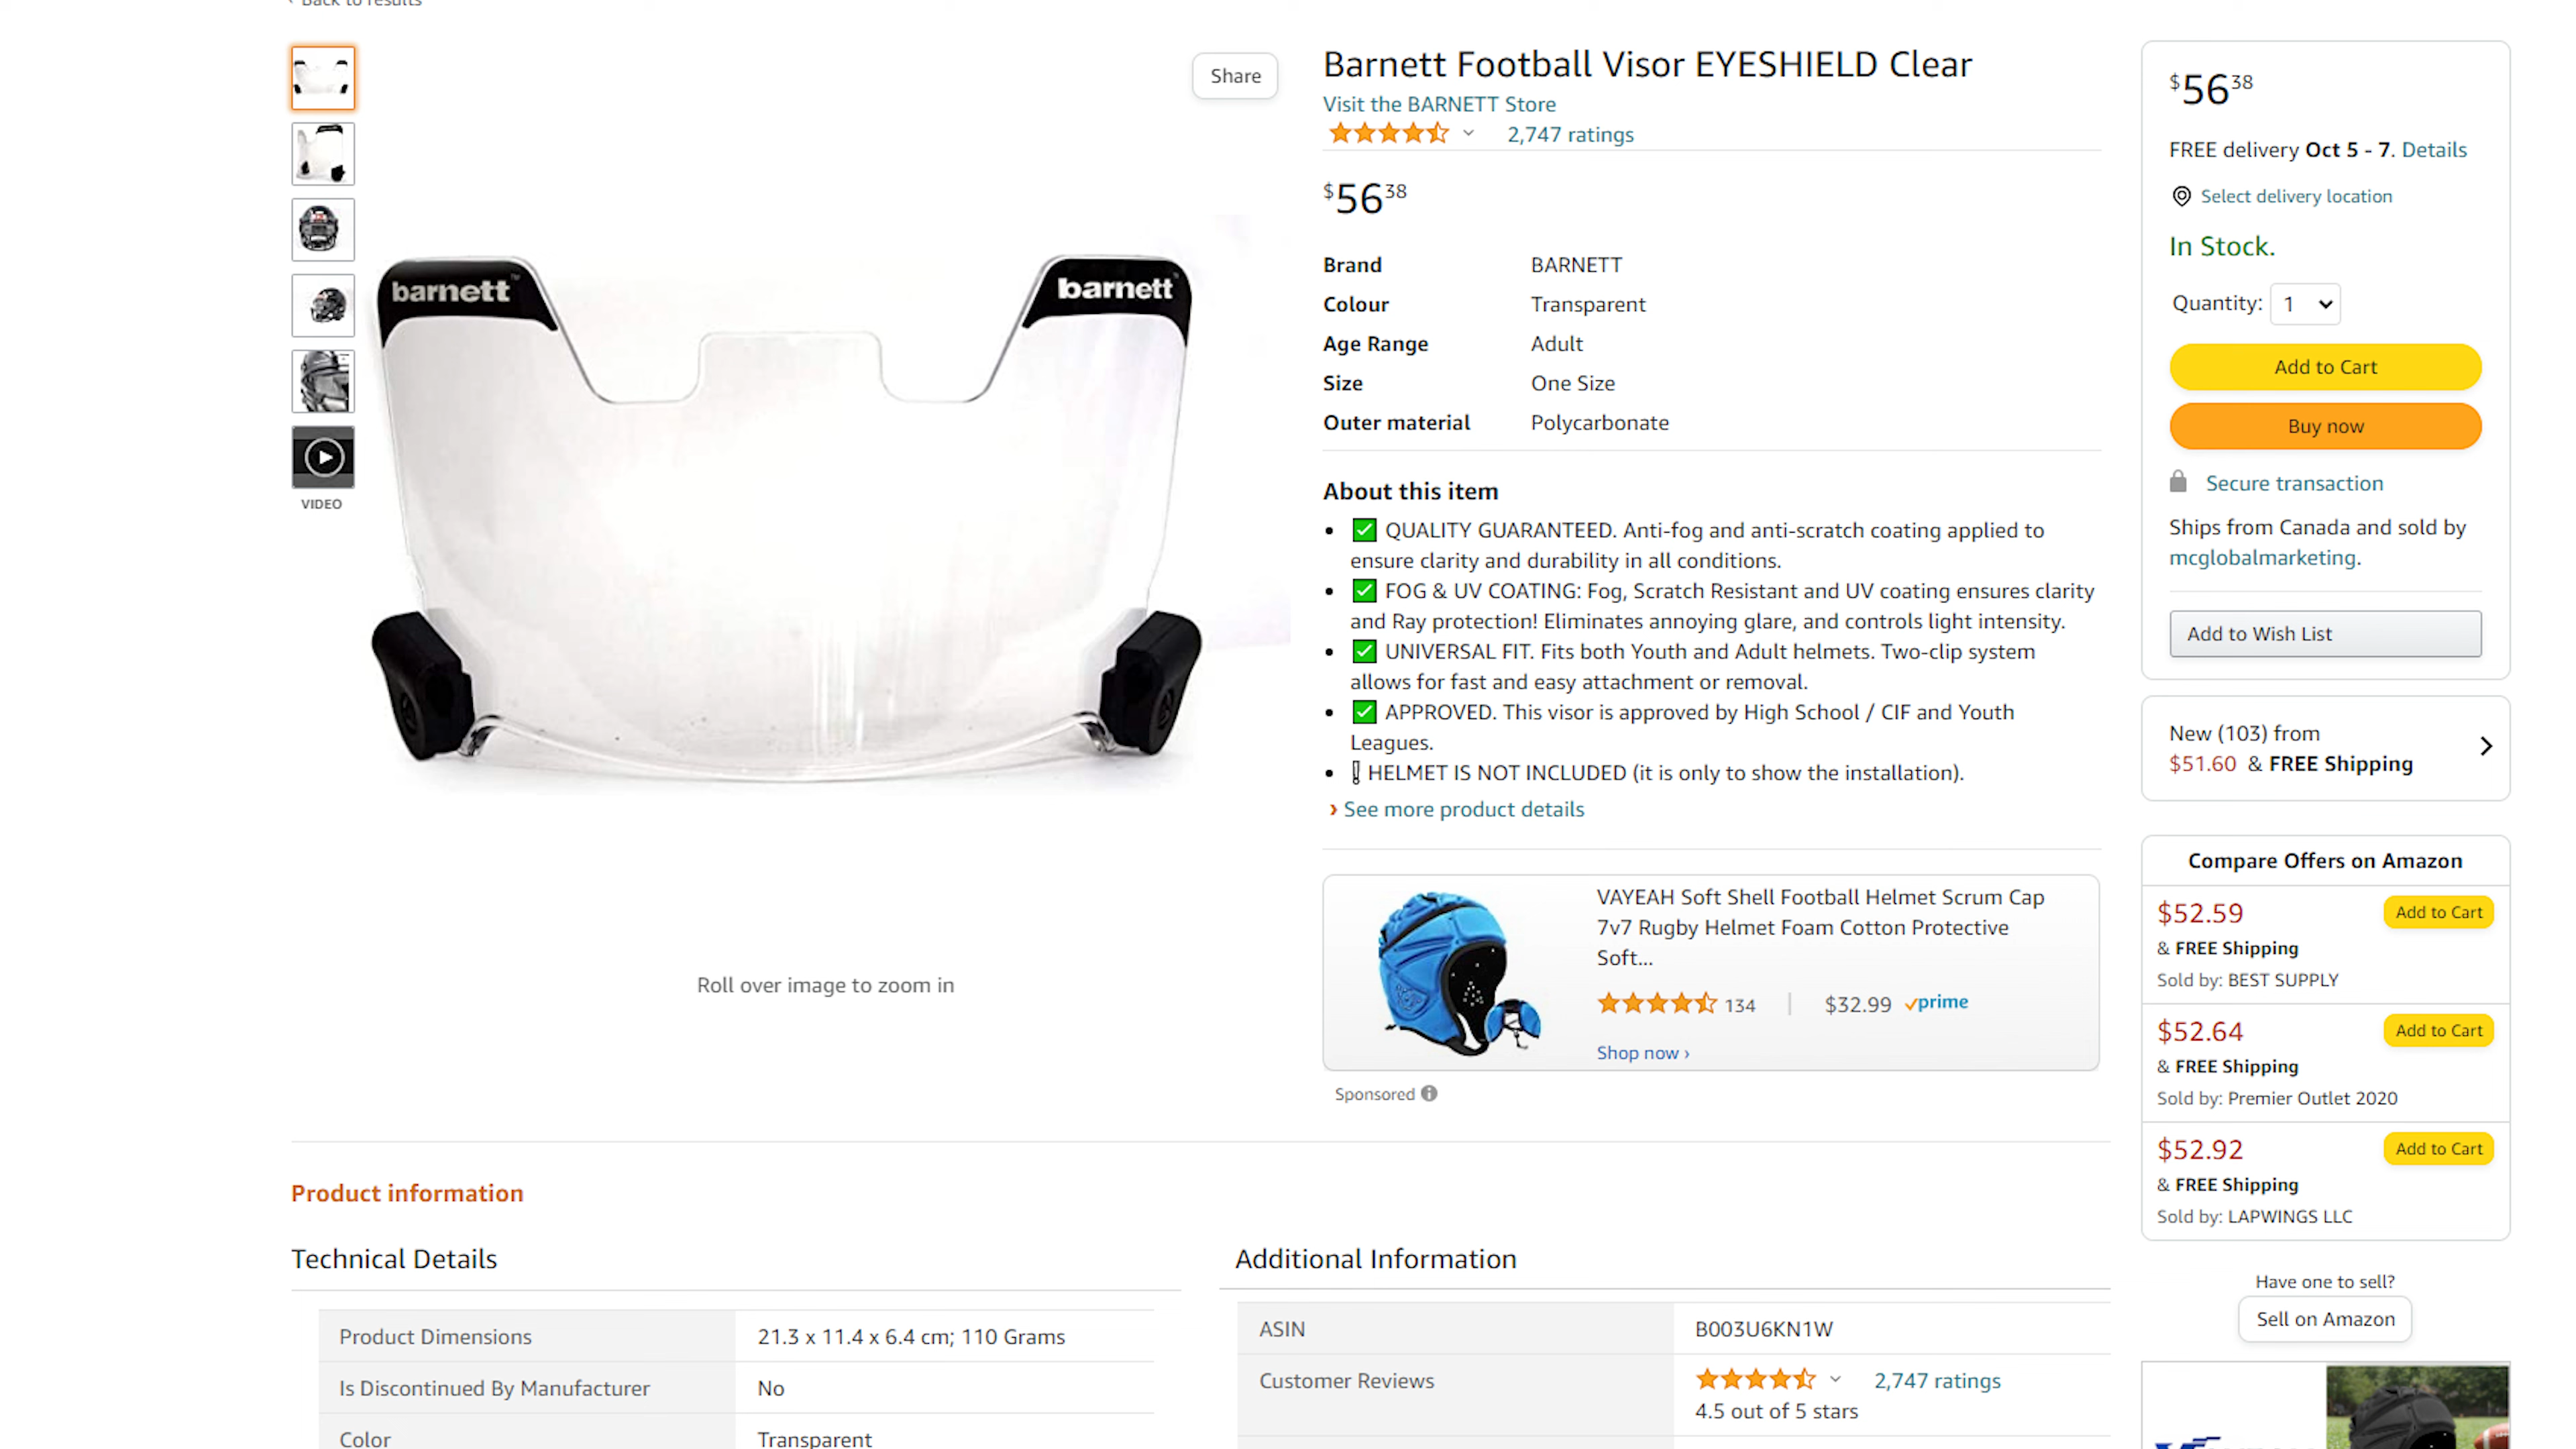 Back to results
Share
VIDEO
barnett
barnett
Roll over image to zoom in
Barnett Football Visor EYESHIELD Clear
Visit the BARNETT Store
2,747 ratings
$56 38
Brand BARNETT
Colour Transparent
Age Range Adult
Size One Size
Outer material Polycarbonate
About this item
• ✅ QUALITY GUARANTEED. Anti-fog and anti-scratch coating applied to
ensure clarity and durability in all conditions.
• ✅ FOG & UV COATING: Fog, Scratch Resistant and UV coating ensures clarity
and Ray protection! Eliminates annoying glare, and controls light intensity.
• ✅ UNIVERSAL FIT. Fits both Youth and Adult helmets. Two-clip system
allows for fast and easy attachment or removal.
• ✅ APPROVED. This visor is approved by High School / CIF and Youth
Leagues.
• ❕ HELMET IS NOT INCLUDED (it is only to show the installation).
› See more product details
VAYEAH Soft Shell Football Helmet Scrum Cap
7v7 Rugby Helmet Foam Cotton Protective
Soft...
134 | $32.99 prime
Shop now ›
Sponsored
$56 38
FREE delivery Oct 5 - 7. Details
Select delivery location
In Stock.
Quantity: 1
Add to Cart
Buy now
Secure transaction
Ships from Canada and sold by
mcglobalmarketing.
Add to Wish List
New (103) from
$51.60 & FREE Shipping
Compare Offers on Amazon
$52.59 Add to Cart
& FREE Shipping
Sold by: BEST SUPPLY
$52.64 Add to Cart
& FREE Shipping
Sold by: Premier Outlet 2020
$52.92 Add to Cart
& FREE Shipping
Sold by: LAPWINGS LLC
Have one to sell?
Sell on Amazon
Product information
Technical Details
Product Dimensions 21.3 x 11.4 x 6.4 cm; 110 Grams
Is Discontinued By Manufacturer No
Color Transparent
Additional Information
ASIN B003U6KN1W
Customer Reviews 2,747 ratings
4.5 out of 5 stars